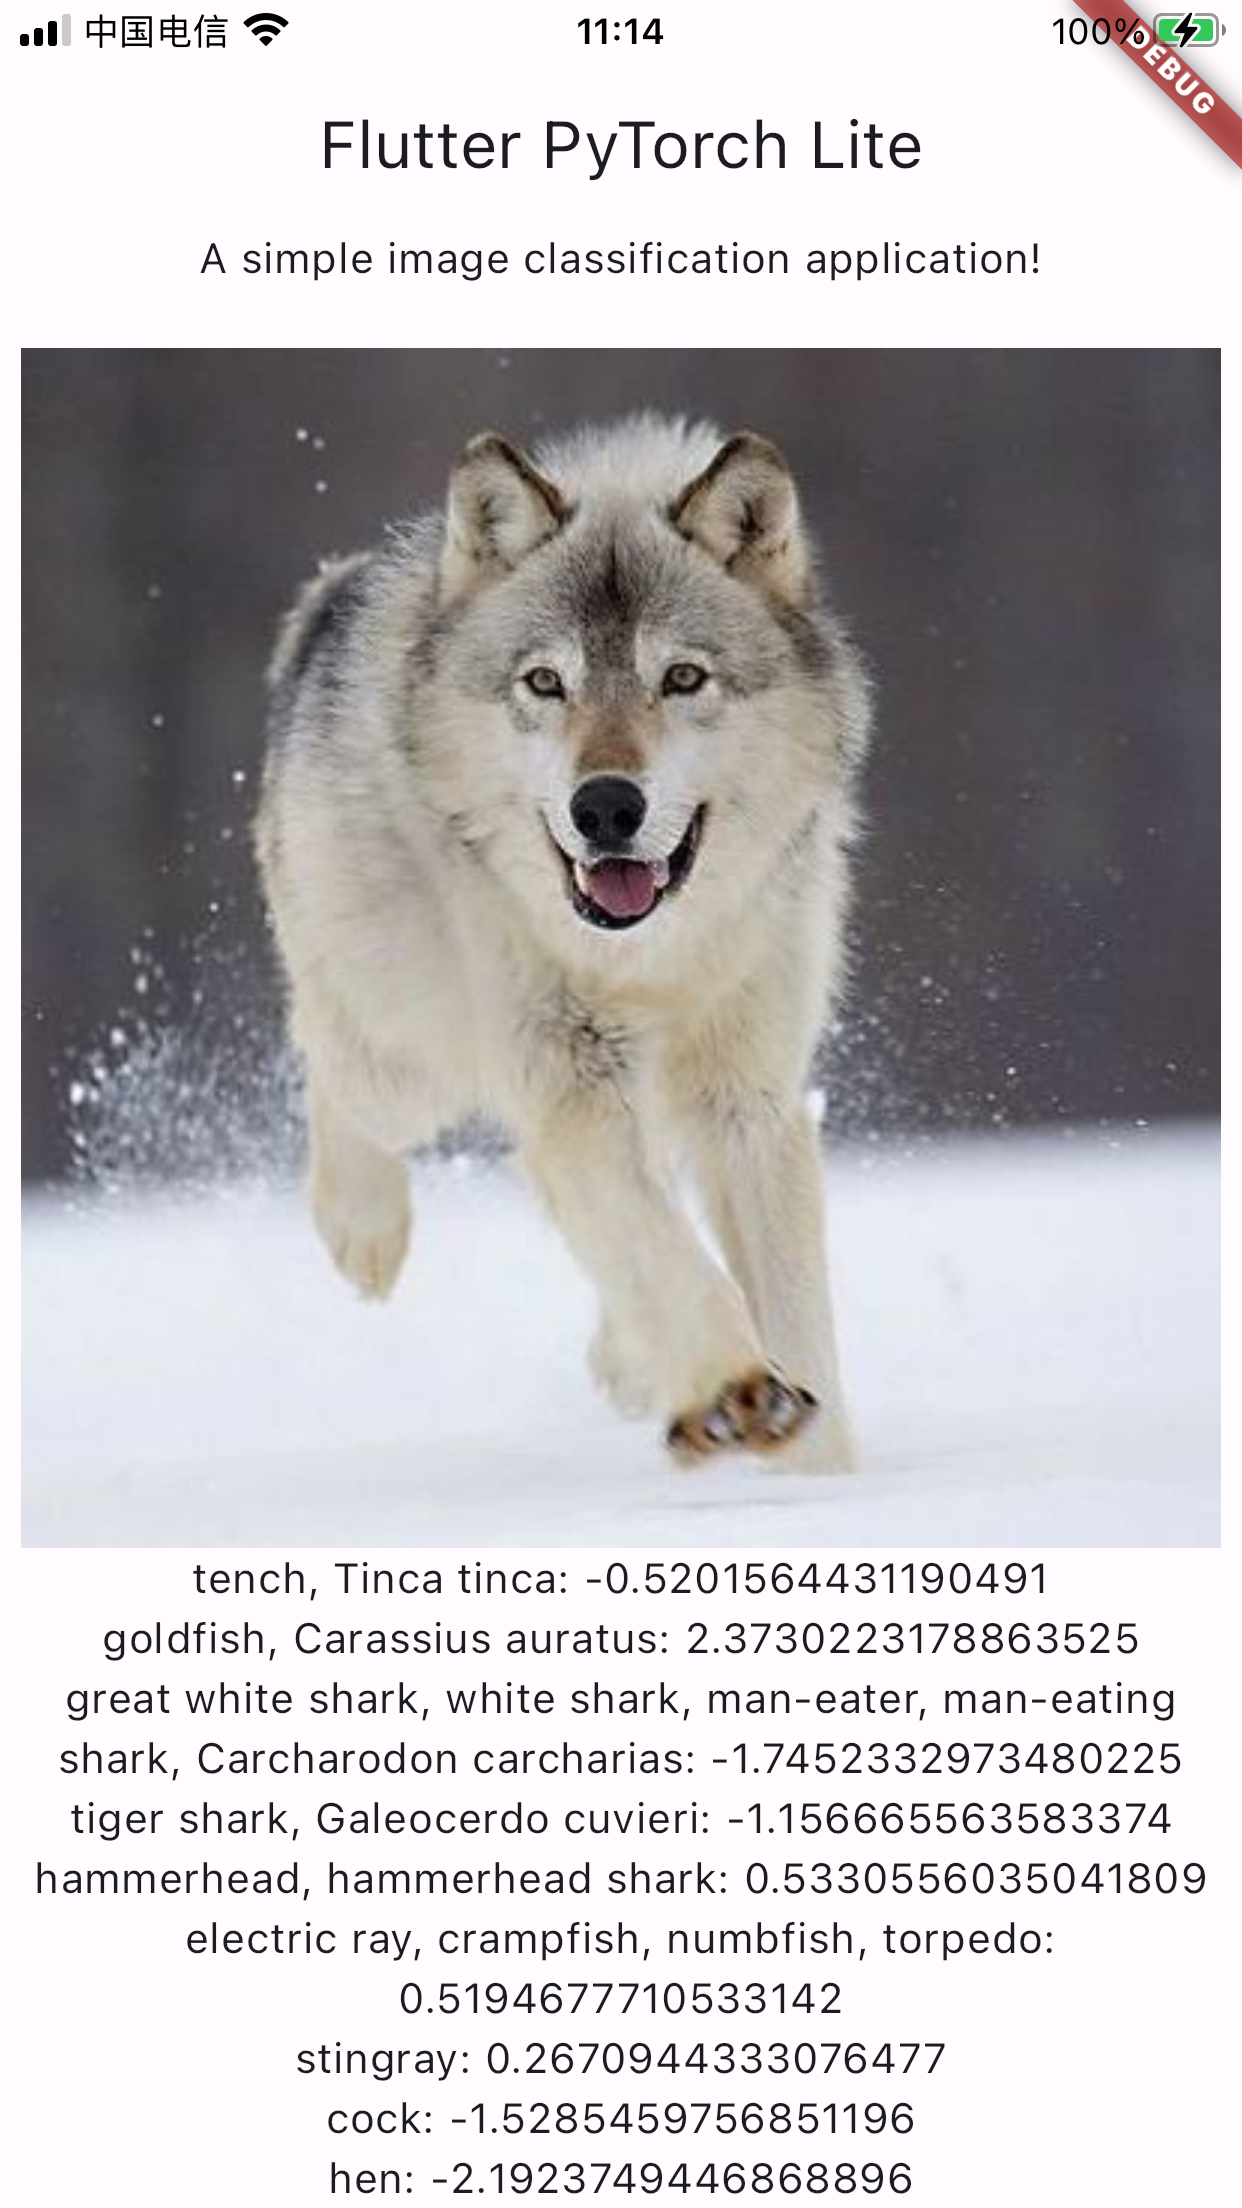 中国电信
11:14
100%
DEBUG
Flutter PyTorch Lite
A simple image classification application!
tench, Tinca tinca: -0.5201564431190491
goldfish, Carassius auratus: 2.3730223178863525
great white shark, white shark, man-eater, man-eating
shark, Carcharodon carcharias: -1.7452332973480225
tiger shark, Galeocerdo cuvieri: -1.156665563583374
hammerhead, hammerhead shark: 0.5330556035041809
electric ray, crampfish, numbfish, torpedo:
0.5194677710533142
stingray: 0.2670944333076477
cock: -1.5285459756851196
hen: -2.1923749446868896